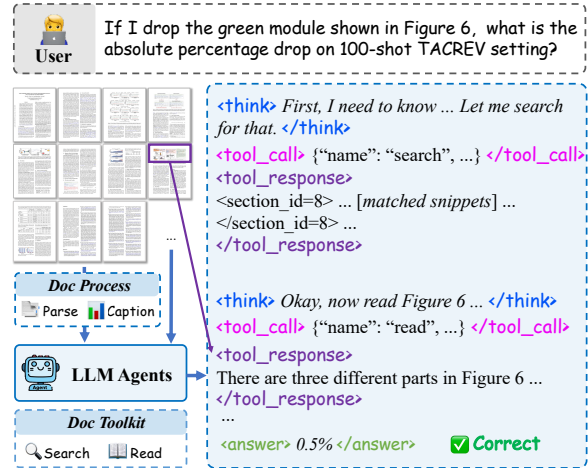 If I drop the green module shown in Figure 6, what is the
absolute percentage drop on 100-shot TACREV setting?
User
<think> First, I need to know ... Let me search
for that. </think>
<tool_call> {“name”: “search”, ...} </tool_call>
<tool_response>
<section_id=8> ... [matched snippets] ...
</section_id=8> ...
</tool_response>
...
Doc Process
Parse Caption
<think> Okay, now read Figure 6 ... </think>
<tool_call> {“name”: “read”, ...} </tool_call>
<tool_response>
There are three different parts in Figure 6 ...
</tool_response>
...
<answer> 0.5% </answer> Correct
Agent
LLM Agents
Doc Toolkit
Search Read